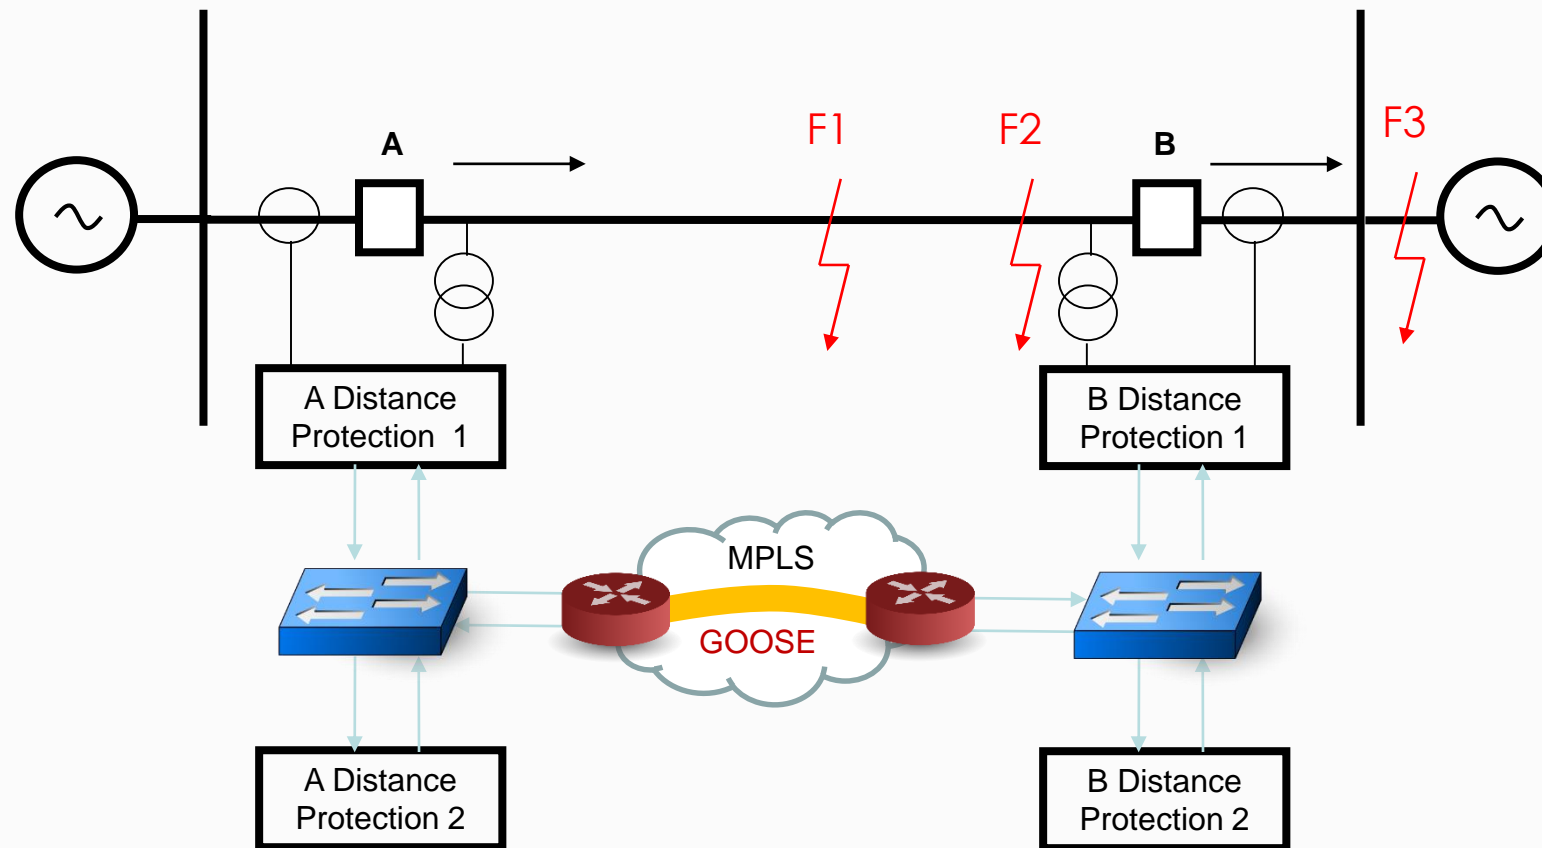 F1
F2
F3
A
B
A Distance
Protection 1
B Distance
Protection 1
MPLS
GOOSE
A Distance
Protection 2
B Distance
Protection 2